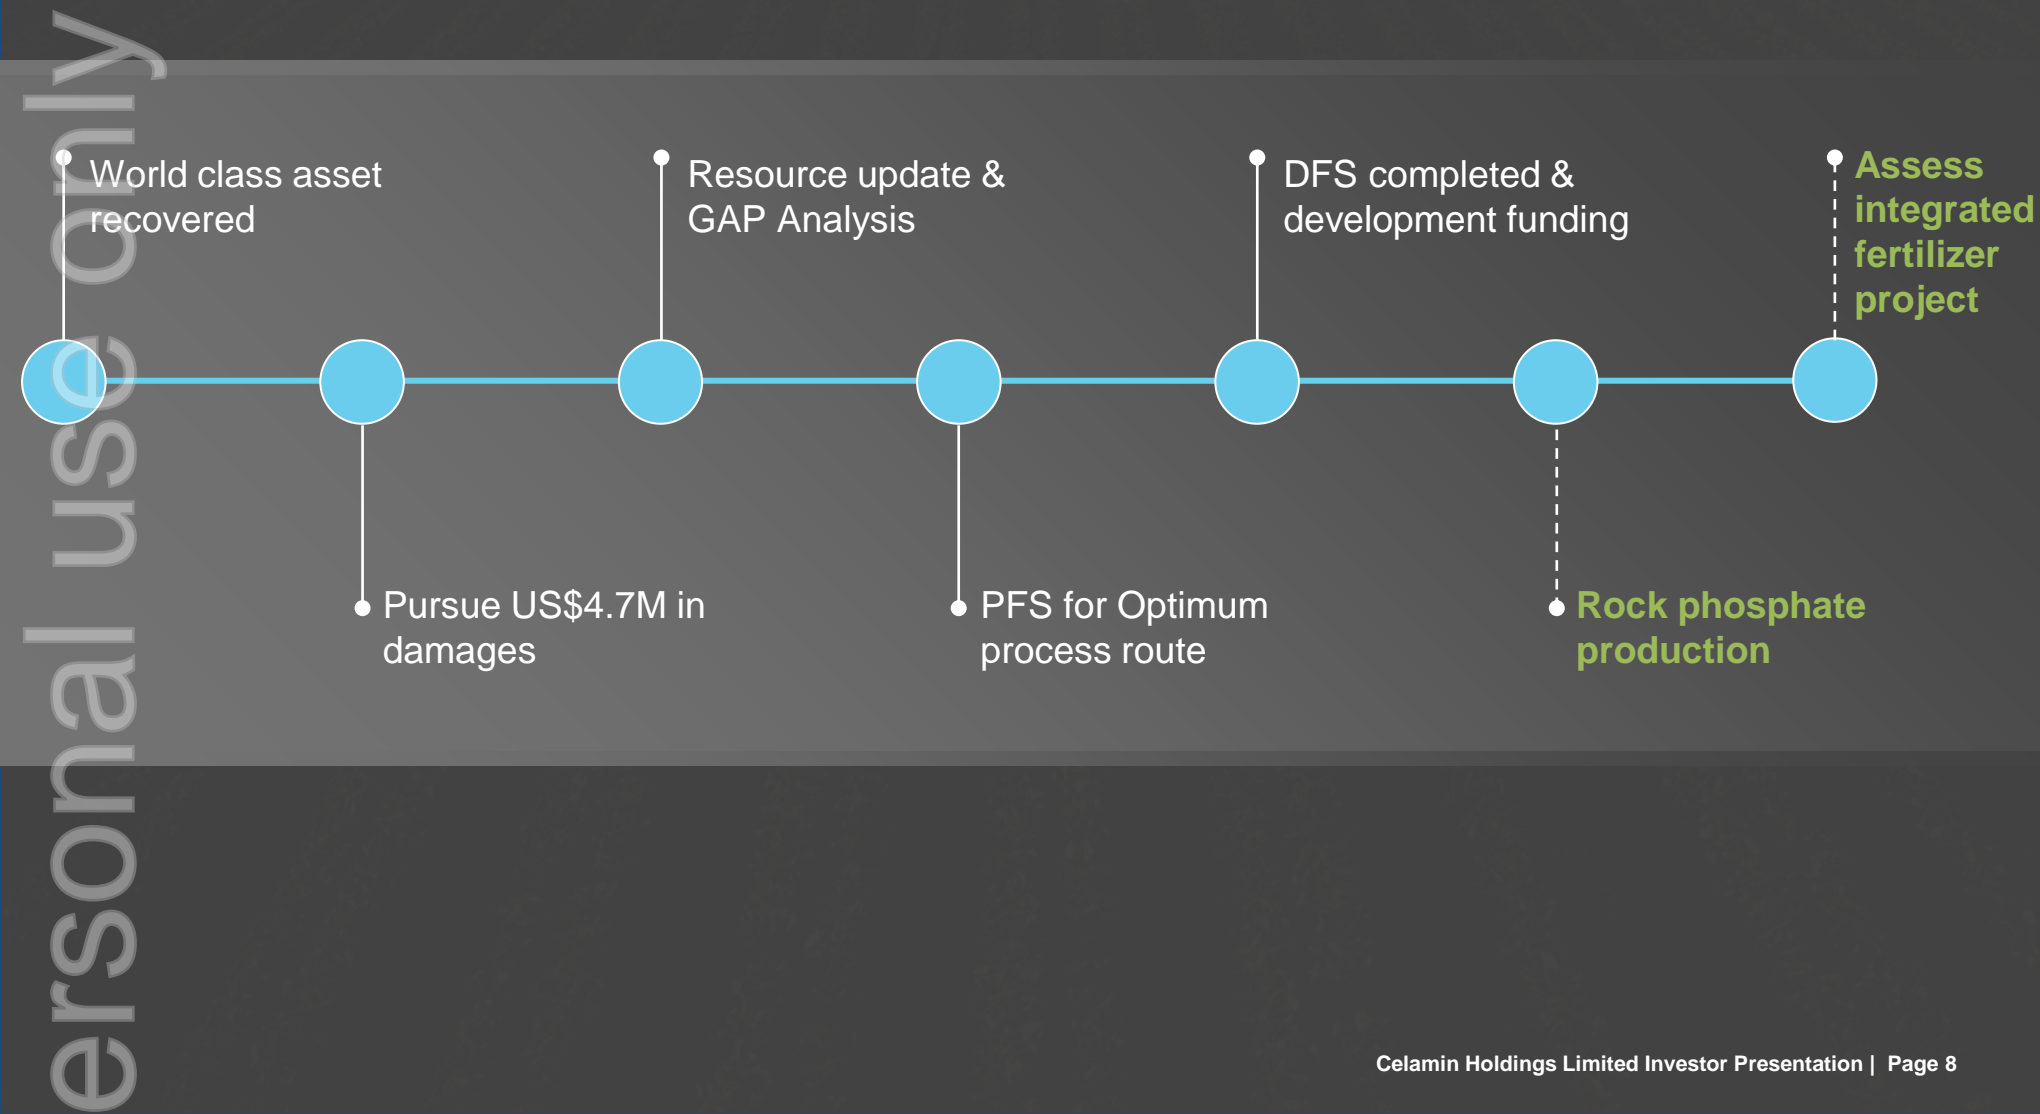 World class asset
recovered
Pursue US$4.7M in
damages
Resource update &
GAP Analysis
PFS for Optimum
process route
DFS completed &
development funding
Rock phosphate
production
Assess
integrated
fertilizer
project
Celamin Holdings Limited Investor Presentation | Page 8
ersonal use only